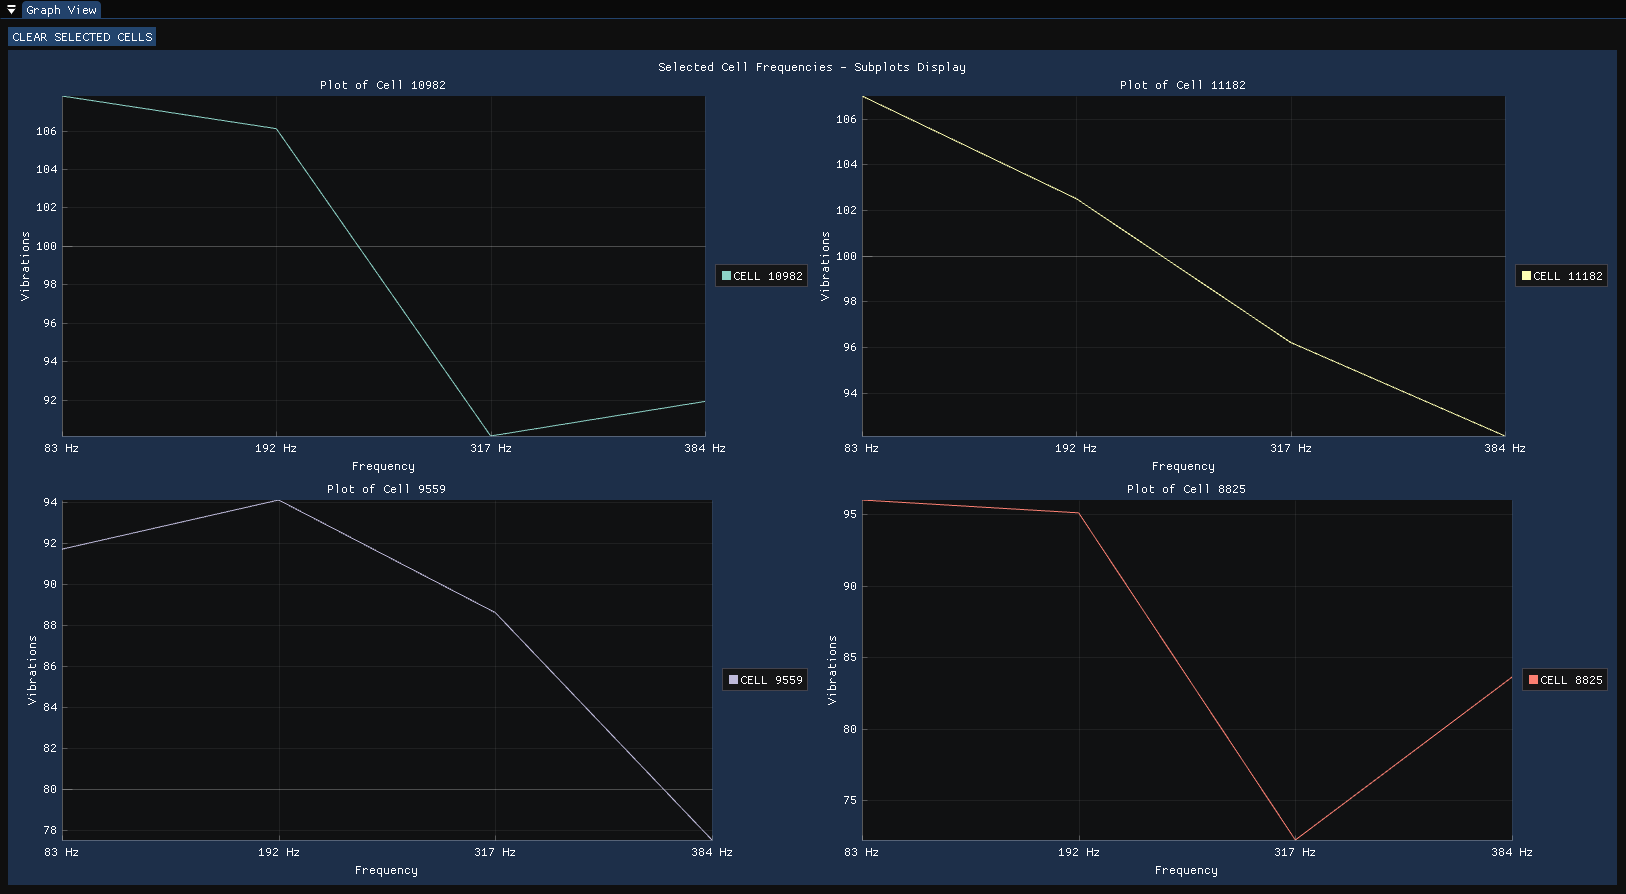 Graph View
CLEAR SELECTED CELLS
Selected Cell Frequencies - Subplots Display
Plot of Cell 10982
106
104
102
100
98
96
94
92
Vibrations
83 Hz 192 Hz 317 Hz 384 Hz
Frequency
CELL 10982
Plot of Cell 11182
106
104
102
100
98
96
94
Vibrations
83 Hz 192 Hz 317 Hz 384 Hz
Frequency
CELL 11182
Plot of Cell 9559
94
92
90
88
86
84
82
80
78
Vibrations
83 Hz 192 Hz 317 Hz 384 Hz
Frequency
CELL 9559
Plot of Cell 8825
95
90
85
80
75
Vibrations
83 Hz 192 Hz 317 Hz 384 Hz
Frequency
CELL 8825